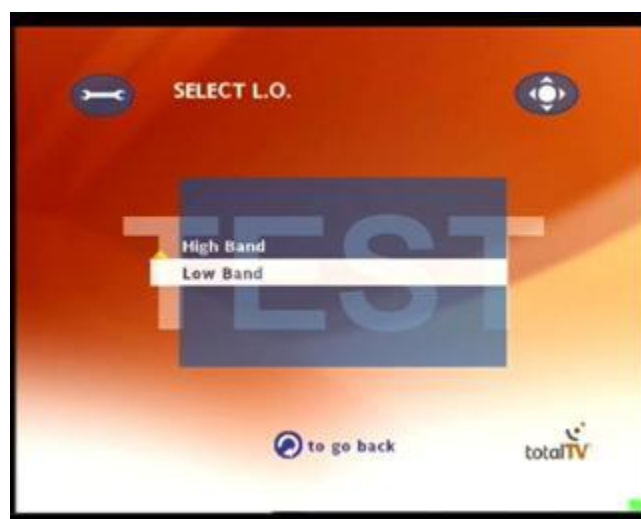 SELECT L.O.
TEST
High Band
Low Band
to go back
totalTV